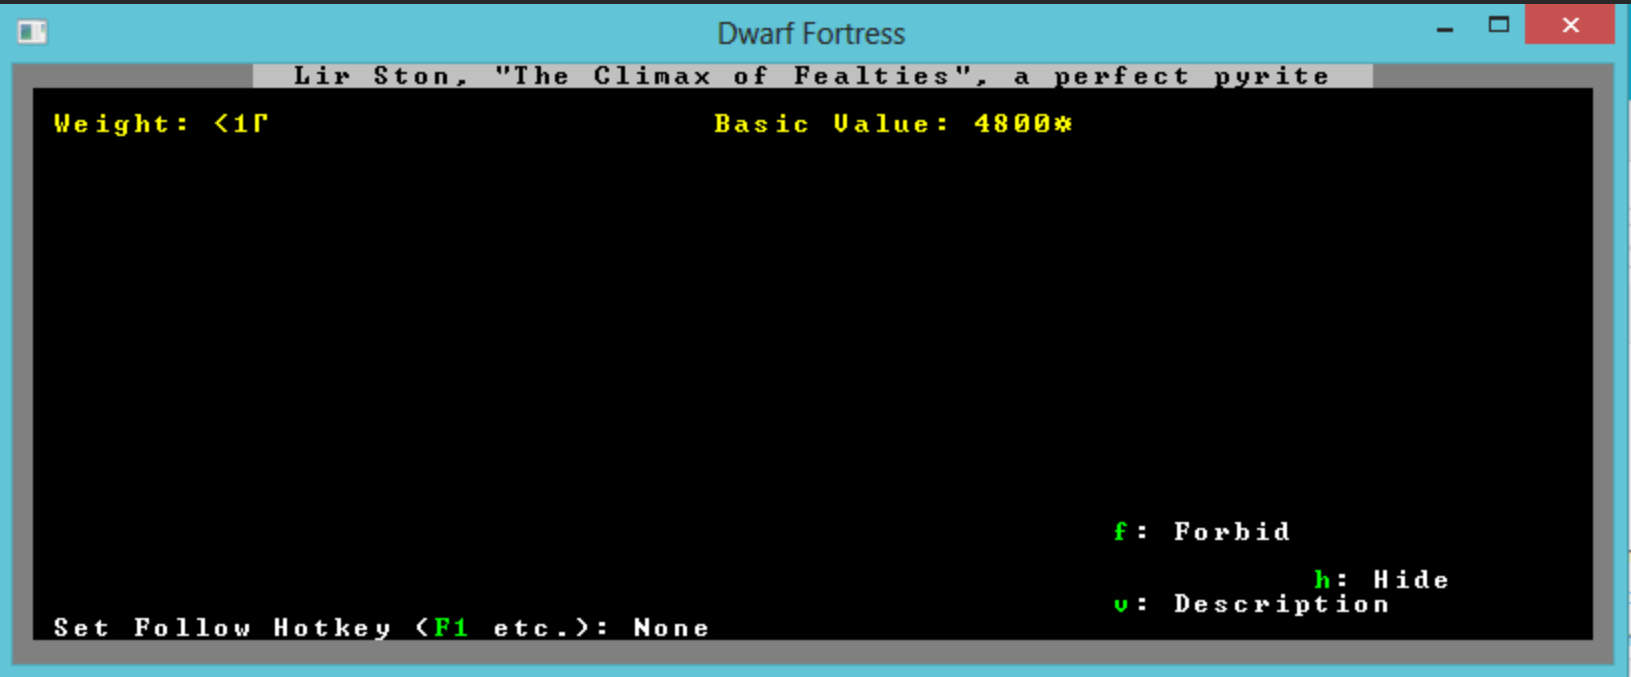 Dwarf Fortress
Lir Ston, "The Climax of Fealties", a perfect pyrite
Weight: <1Γ Basic Value: 4800☼
f: Forbid
h: Hide
v: Description
Set Follow Hotkey (F1 etc.): None